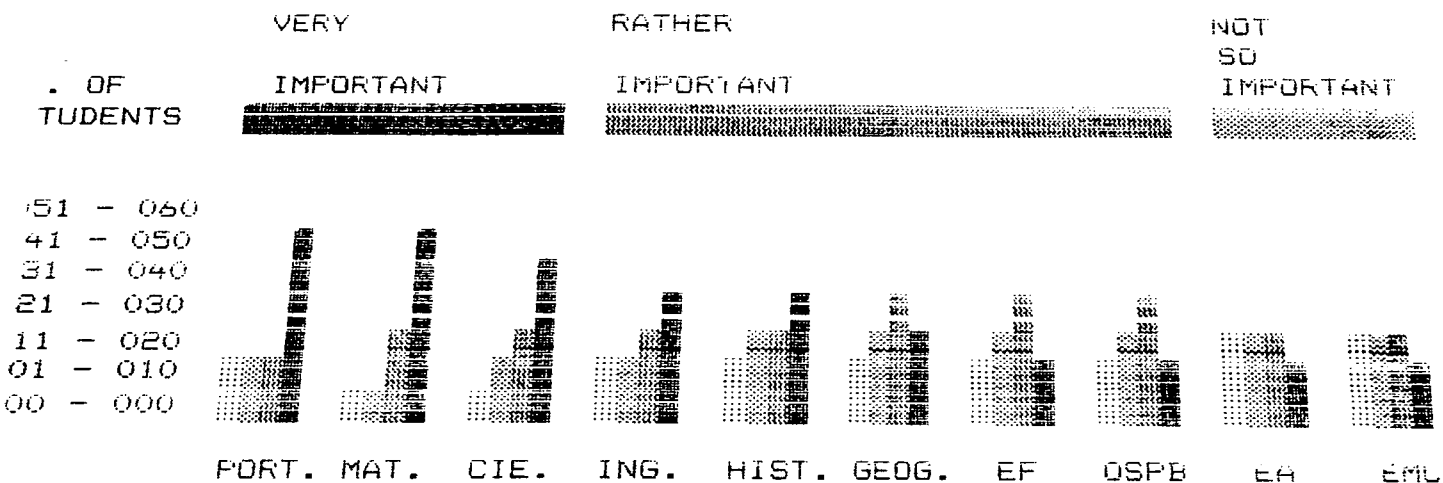 VERY
RATHER
NOT
SO
. OF
IMPORTANT
IMPORTANT
IMPORTANT
TUDENTS
51 - 060
41 - 050
31 - 040
21 - 030
11 - 020
01 - 010
00 - 000
PORT. MAT. CIE. ING. HIST. GEOG. EF OSPB EA EMC